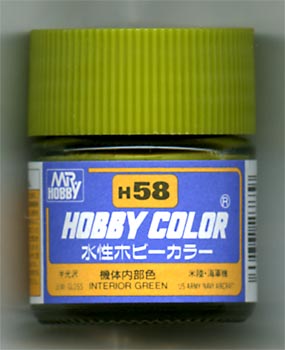 MR HOBBY
H58
HOBBY COLOR®
水性ホビーカラー
半光沢 機体内部色 米陸・海軍機
SEMI-GLOSS INTERIOR GREEN US ARMY NAVY AIRCRAFT